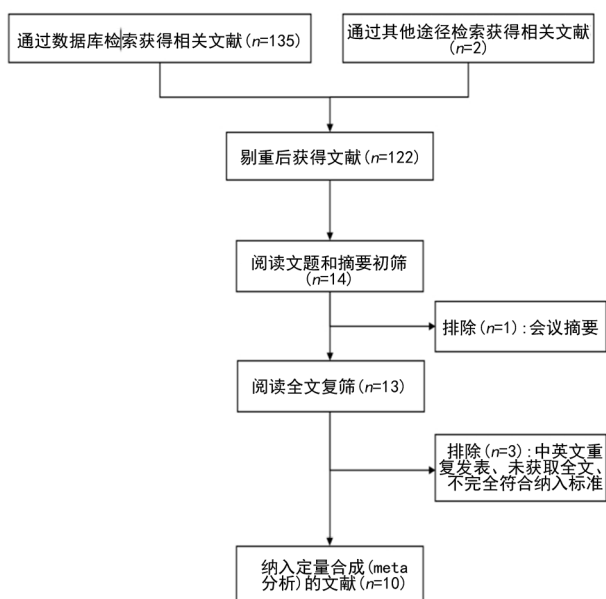 通过数据库检索获得相关文献(n=135)
通过其他途径检索获得相关文献
(n=2)
剔重后获得文献(n=122)
阅读文题和摘要初筛
(n=14)
排除(n=1):会议摘要
阅读全文复筛(n=13)
排除(n=3):中英文重
复发表、未获取全文、
不完全符合纳入标准
纳入定量合成(meta
分析)的文献(n=10)